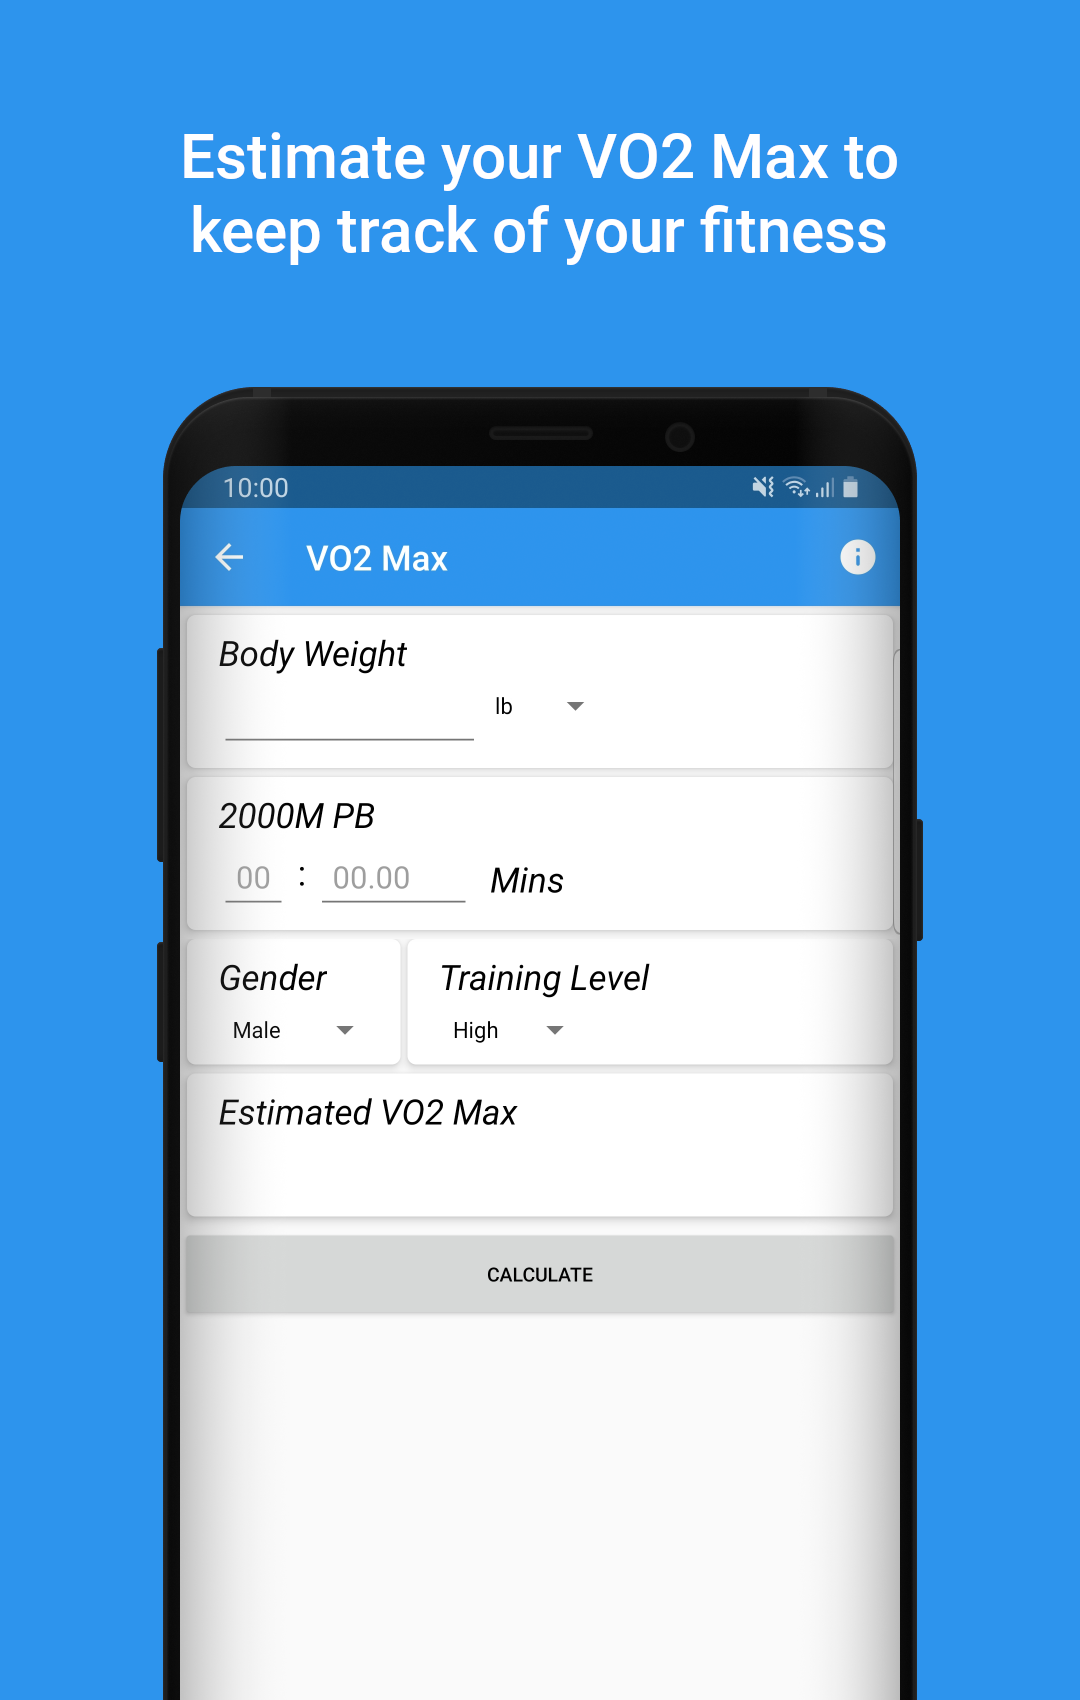 Estimate your VO2 Max to
keep track of your fitness
10:00
VO2 Max
Body Weight
lb
2000M PB
00 : 00.00 Mins
Gender
Male
Training Level
High
Estimated VO2 Max
CALCULATE